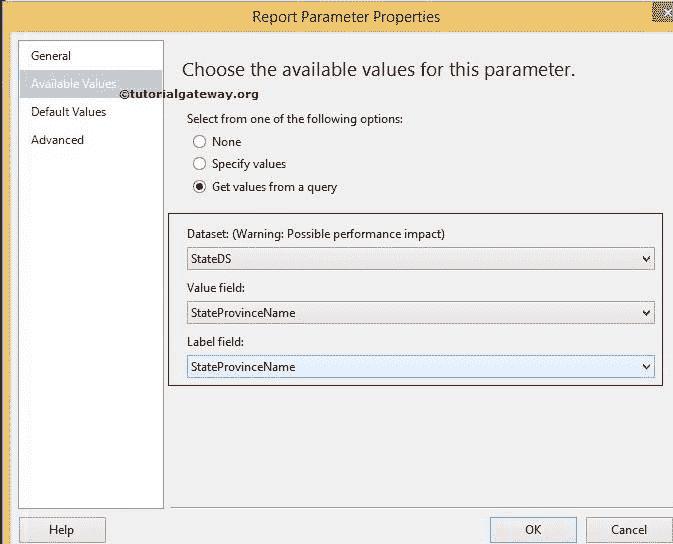 Report Parameter Properties
General
Available Values
Default Values
Advanced
©tutorialgateway.org
Choose the available values for this parameter.
Select from one of the following options:
None
Specify values
Get values from a query
Dataset: (Warning: Possible performance impact)
StateDS
Value field:
StateProvinceName
Label field:
StateProvinceName
Help
OK
Cancel